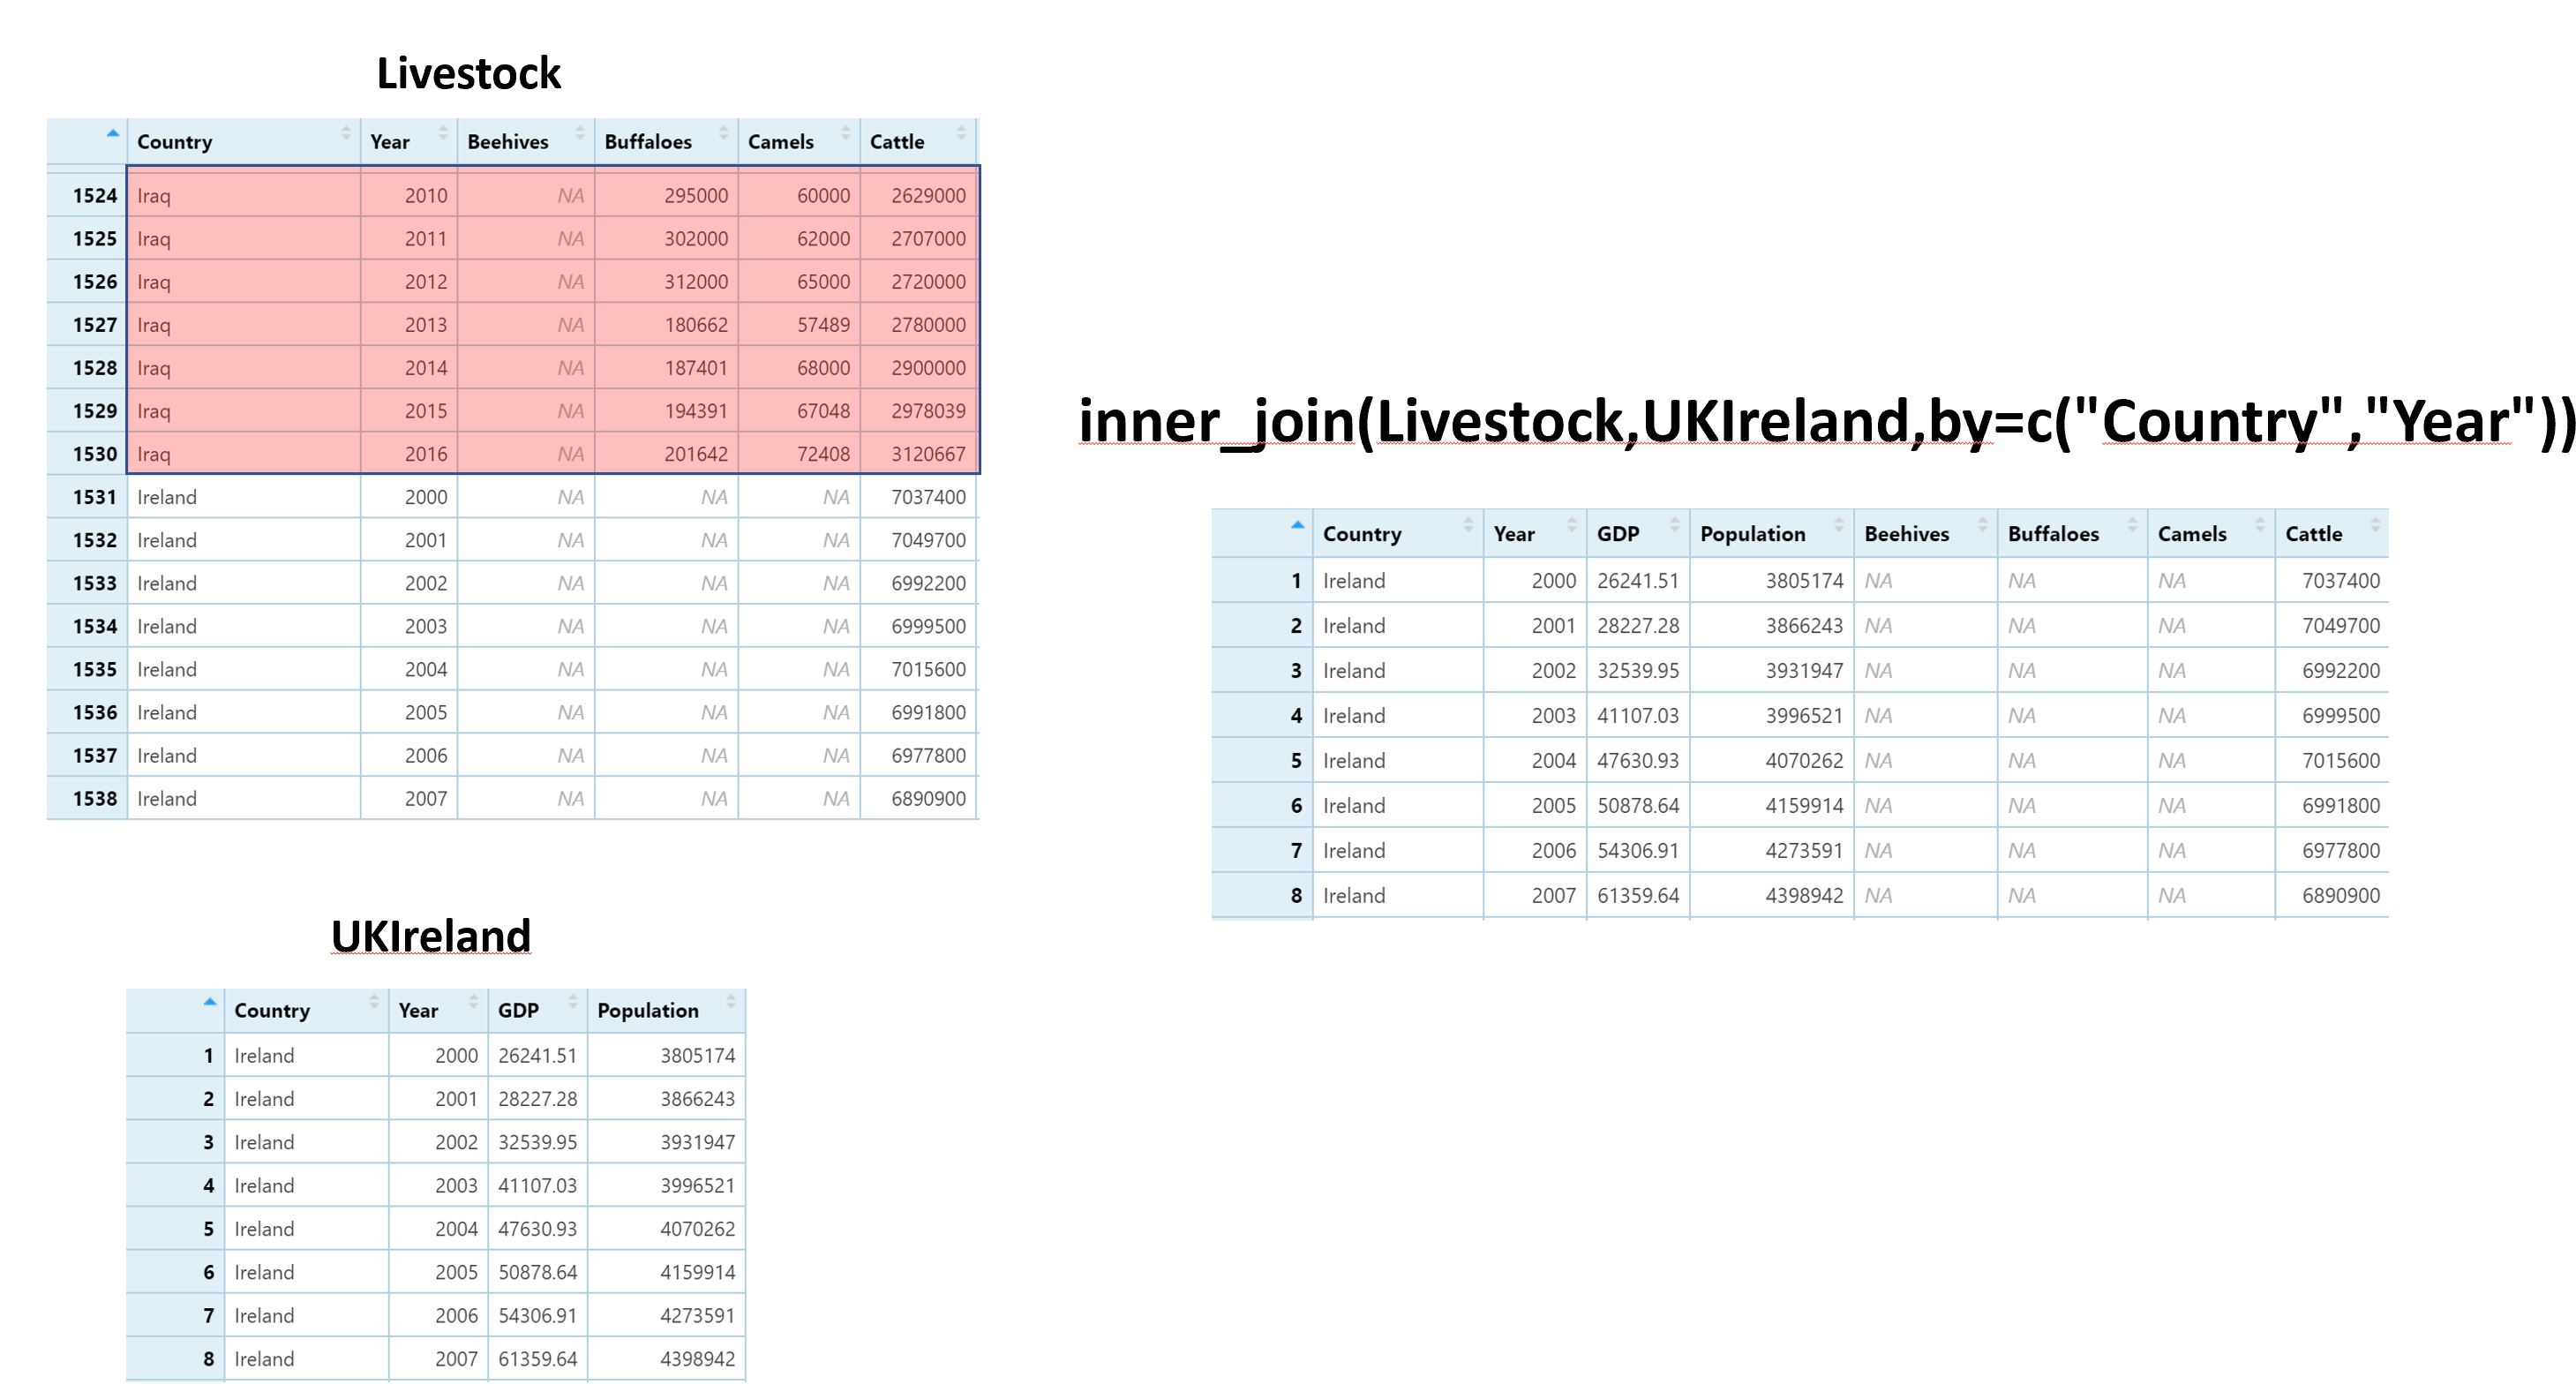 Livestock
Country Year Beehives Buffaloes Camels Cattle
1524 Iraq 2010 NA 295000 60000 2629000
1525 Iraq 2011 NA 302000 62000 2707000
1526 Iraq 2012 NA 312000 65000 2720000
1527 Iraq 2013 NA 180662 57489 2780000
1528 Iraq 2014 NA 187401 68000 2900000
1529 Iraq 2015 NA 194391 67048 2978039
1530 Iraq 2016 NA 201642 72408 3120667
1531 Ireland 2000 NA NA NA 7037400
1532 Ireland 2001 NA NA NA 7049700
1533 Ireland 2002 NA NA NA 6992200
1534 Ireland 2003 NA NA NA 6999500
1535 Ireland 2004 NA NA NA 7015600
1536 Ireland 2005 NA NA NA 6991800
1537 Ireland 2006 NA NA NA 6977800
1538 Ireland 2007 NA NA NA 6890900
UKIreland
Country Year GDP Population
1 Ireland 2000 26241.51 3805174
2 Ireland 2001 28227.28 3866243
3 Ireland 2002 32539.95 3931947
4 Ireland 2003 41107.03 3996521
5 Ireland 2004 47630.93 4070262
6 Ireland 2005 50878.64 4159914
7 Ireland 2006 54306.91 4273591
8 Ireland 2007 61359.64 4398942
inner_join(Livestock,UKIreland,by=c("Country","Year"))
Country Year GDP Population Beehives Buffaloes Camels Cattle
1 Ireland 2000 26241.51 3805174 NA NA NA 7037400
2 Ireland 2001 28227.28 3866243 NA NA NA 7049700
3 Ireland 2002 32539.95 3931947 NA NA NA 6992200
4 Ireland 2003 41107.03 3996521 NA NA NA 6999500
5 Ireland 2004 47630.93 4070262 NA NA NA 7015600
6 Ireland 2005 50878.64 4159914 NA NA NA 6991800
7 Ireland 2006 54306.91 4273591 NA NA NA 6977800
8 Ireland 2007 61359.64 4398942 NA NA NA 6890900